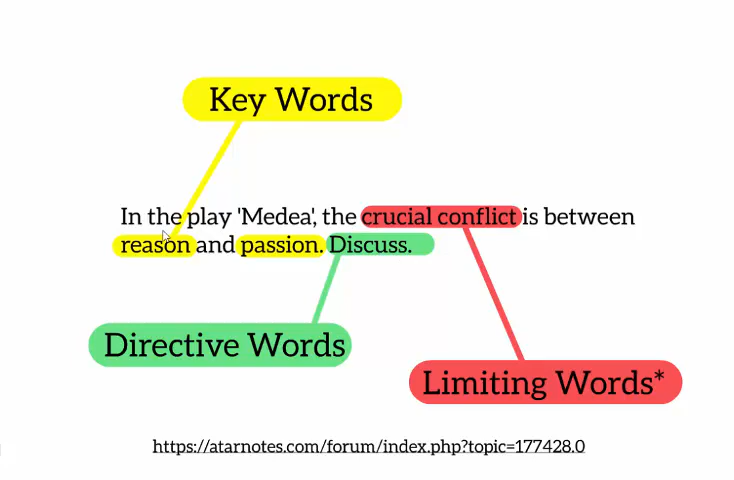 Key Words
In the play 'Medea', the crucial conflict is between
reason and passion. Discuss.
Directive Words
Limiting Words*
https://atarnotes.com/forum/index.php?topic=177428.0